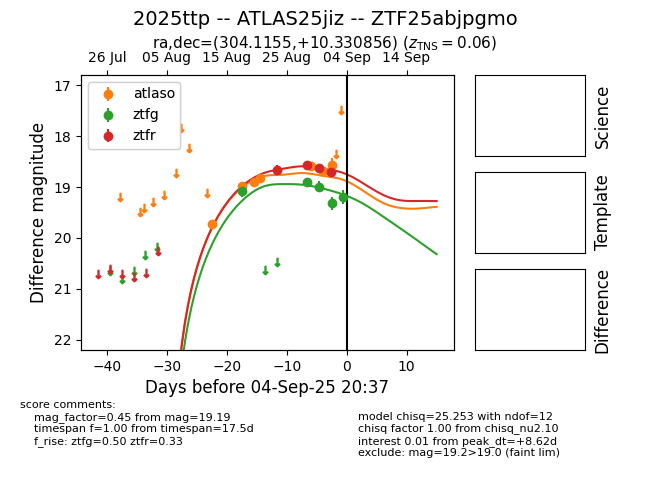 2025ttp -- ATLAS25jiz -- ZTF25abjpgmo
ra,dec=(304.1155,+10.330856) (z_TNS = 0.06)
26 Jul 05 Aug 15 Aug 25 Aug 04 Sep 14 Sep
atlaso
ztfg
ztfr
17
18
19
20
21
22
Difference magnitude
−40 −30 −20 −10 0 10
Days before 04-Sep-25 20:37
Science
Template
Difference
score comments:
mag_factor=0.45 from mag=19.19
timespan f=1.00 from timespan=17.5d
f_rise: ztfg=0.50 ztfr=0.33
model chisq=25.253 with ndof=12
chisq factor 1.00 from chisq_nu2.10
interest 0.01 from peak_dt=+8.62d
exclude: mag=19.2>19.0 (faint lim)